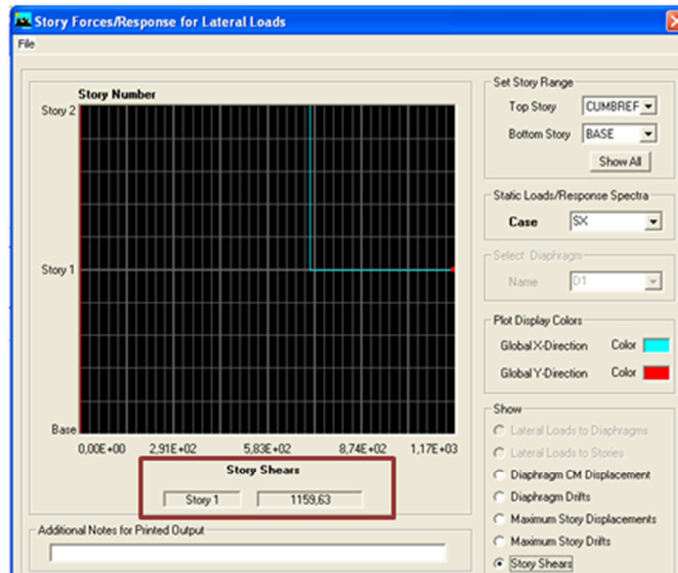 Story Forces/Response for Lateral Loads
File
Story Number
Story 2
Story 1
Base
0,00E+00 2,91E+02 5,83E+02 8,74E+02 1,17E+03
Story Shears
Story 1 1159,63
Additional Notes for Printed Output
Set Story Range
Top Story CUMBREF
Bottom Story BASE
Show All
Static Loads/Response Spectra
Case SX
Select Diaphragm
Name D1
Plot Display Colors
Global X-Direction Color
Global Y-Direction Color
Show
Lateral Loads to Diaphragms
Lateral Loads to Stories
Diaphragm CM Displacement
Diaphragm Drifts
Maximum Story Displacements
Maximum Story Drifts
Story Shears